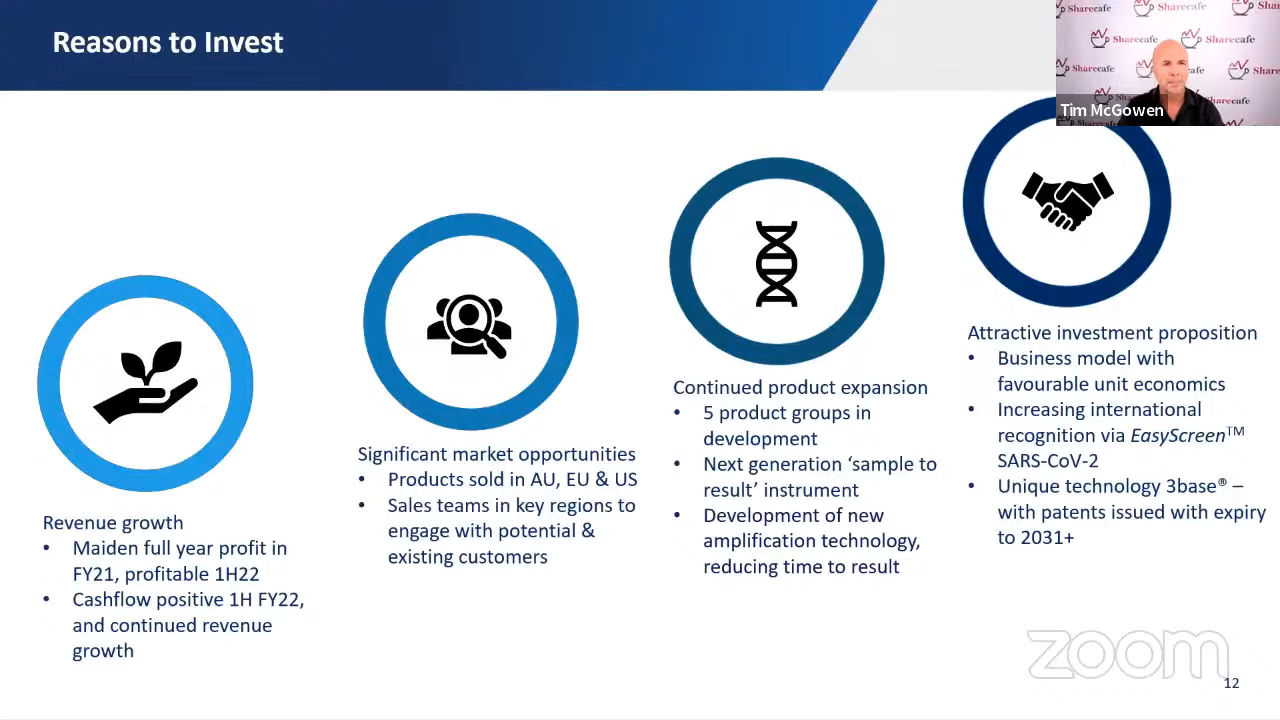 Reasons to Invest
Sharecafe
Sharecafe
Sharecafe
Sharecafe
Tim McGowen
Revenue growth
• Maiden full year profit in
FY21, profitable 1H22
• Cashflow positive 1H FY22,
and continued revenue
growth
Significant market opportunities
• Products sold in AU, EU & US
• Sales teams in key regions to
engage with potential &
existing customers
Continued product expansion
• 5 product groups in
development
• Next generation ‘sample to
result’ instrument
• Development of new
amplification technology,
reducing time to result
Attractive investment proposition
• Business model with
favourable unit economics
• Increasing international
recognition via EasyScreen™
SARS-CoV-2
• Unique technology 3base® –
with patents issued with expiry
to 2031+
zoom
12